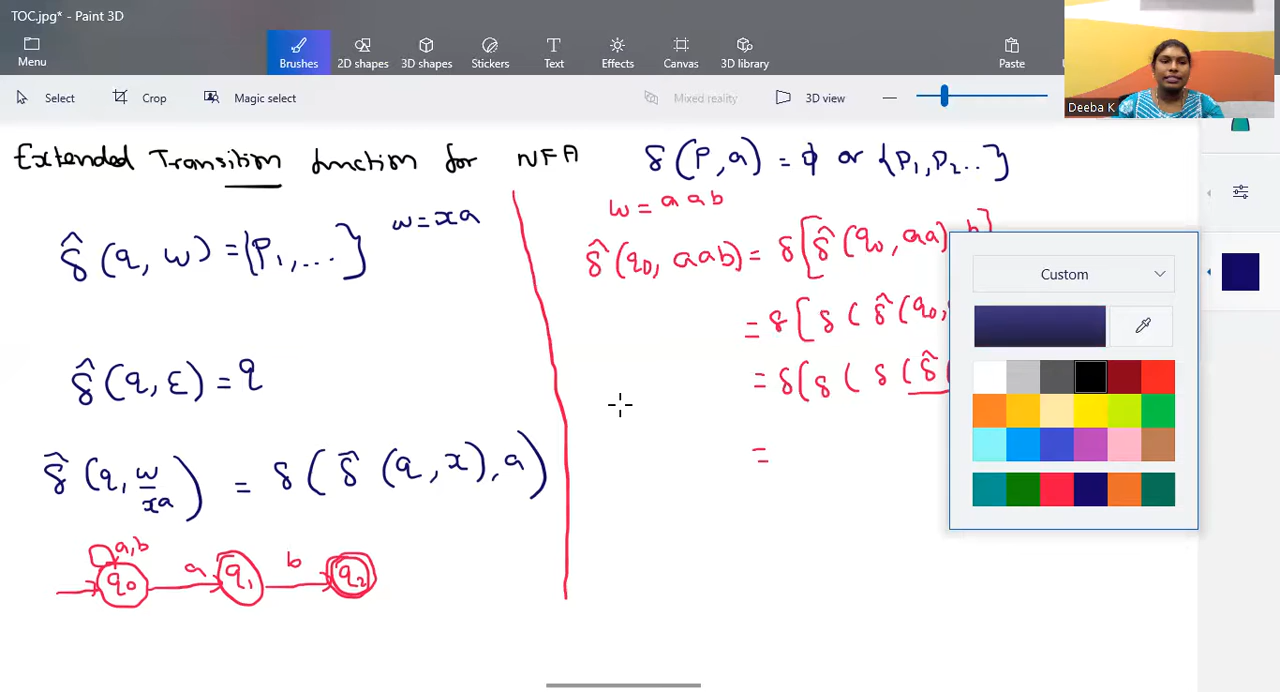 TOC.jpg* - Paint 3D
Menu
Brushes 2D shapes 3D shapes Stickers Text Effects Canvas 3D library Paste
Deeba K
Select Crop Magic select Mixed reality 3D view
Extended Transition function for NFA
δ̂(q, w) = {P₁, ...} w = xa
δ̂(q, ε) = q
δ̂(q, w/xa) = δ(δ̂(q, x), a)
a,b
q₀ a q₁ b q₂
δ(P, a) = ϕ or {P₁, P₂ ..}
w = aab
δ̂(q₀, aab) = δ[δ̂(q₀, aa) b]
= δ[δ(δ̂(q₀,
= δ(δ(δ(δ̂(
=
Custom